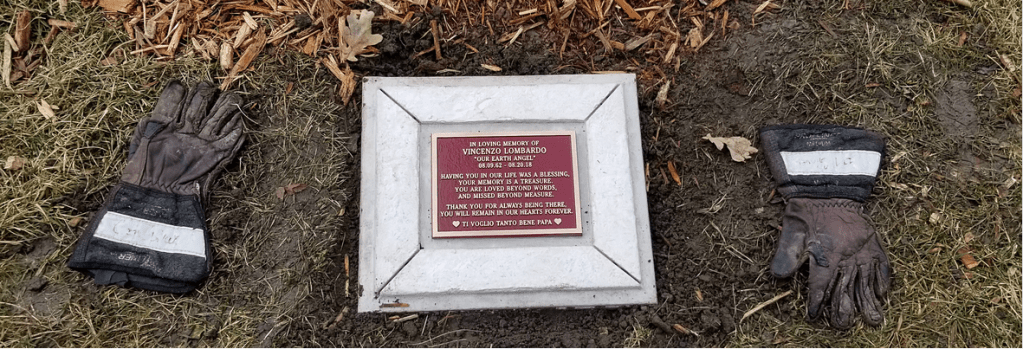 IN LOVING MEMORY OF
VINCENZO LOMBARDO
"OUR EARTH ANGEL"
08.09.62 - 08.28.18
HAVING YOU IN OUR LIFE WAS A BLESSING,
YOUR MEMORY IS A TREASURE.
YOU ARE LOVED BEYOND WORDS,
AND MISSED BEYOND MEASURE.
THANK YOU FOR ALWAYS BEING THERE,
YOU WILL REMAIN IN OUR HEARTS FOREVER.
TI VOGLIO TANTO BENE PAPA